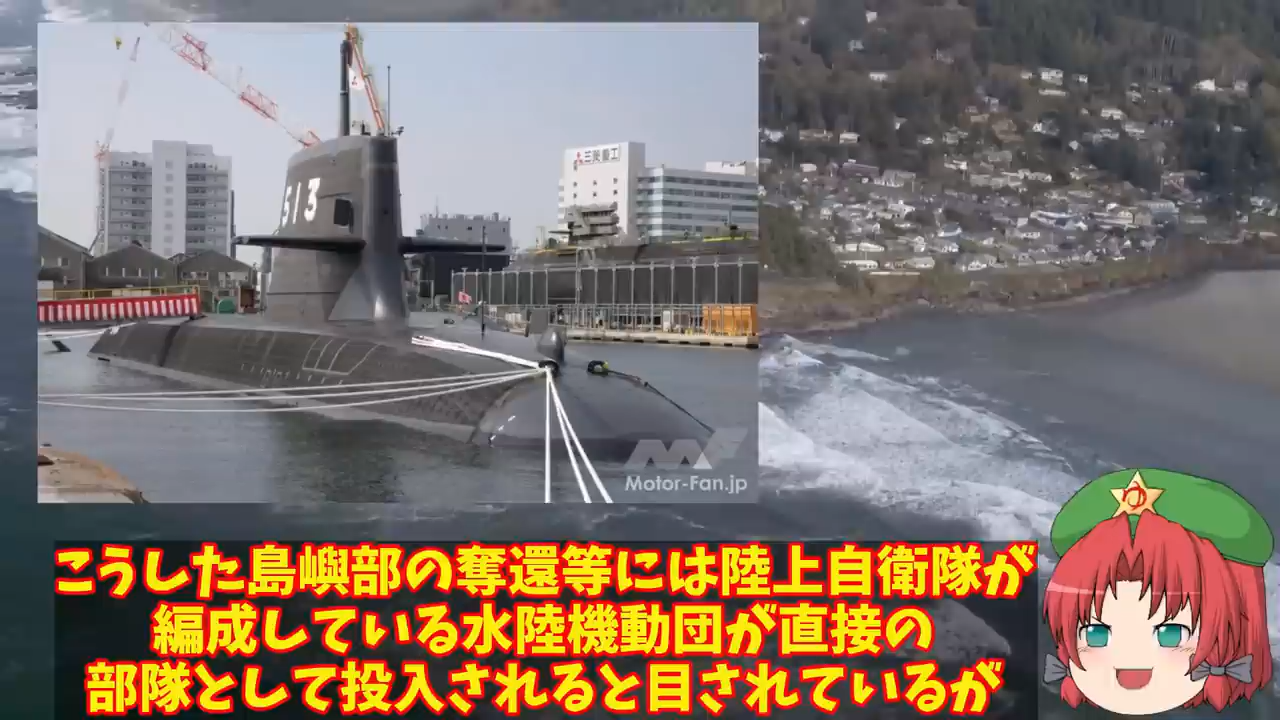 513
三菱重工
Motor-Fan.jp
こうした島嶼部の奪還等には陸上自衛隊が
編成している水陸機動団が直接の
部隊として投入されると目されているが
ゆ